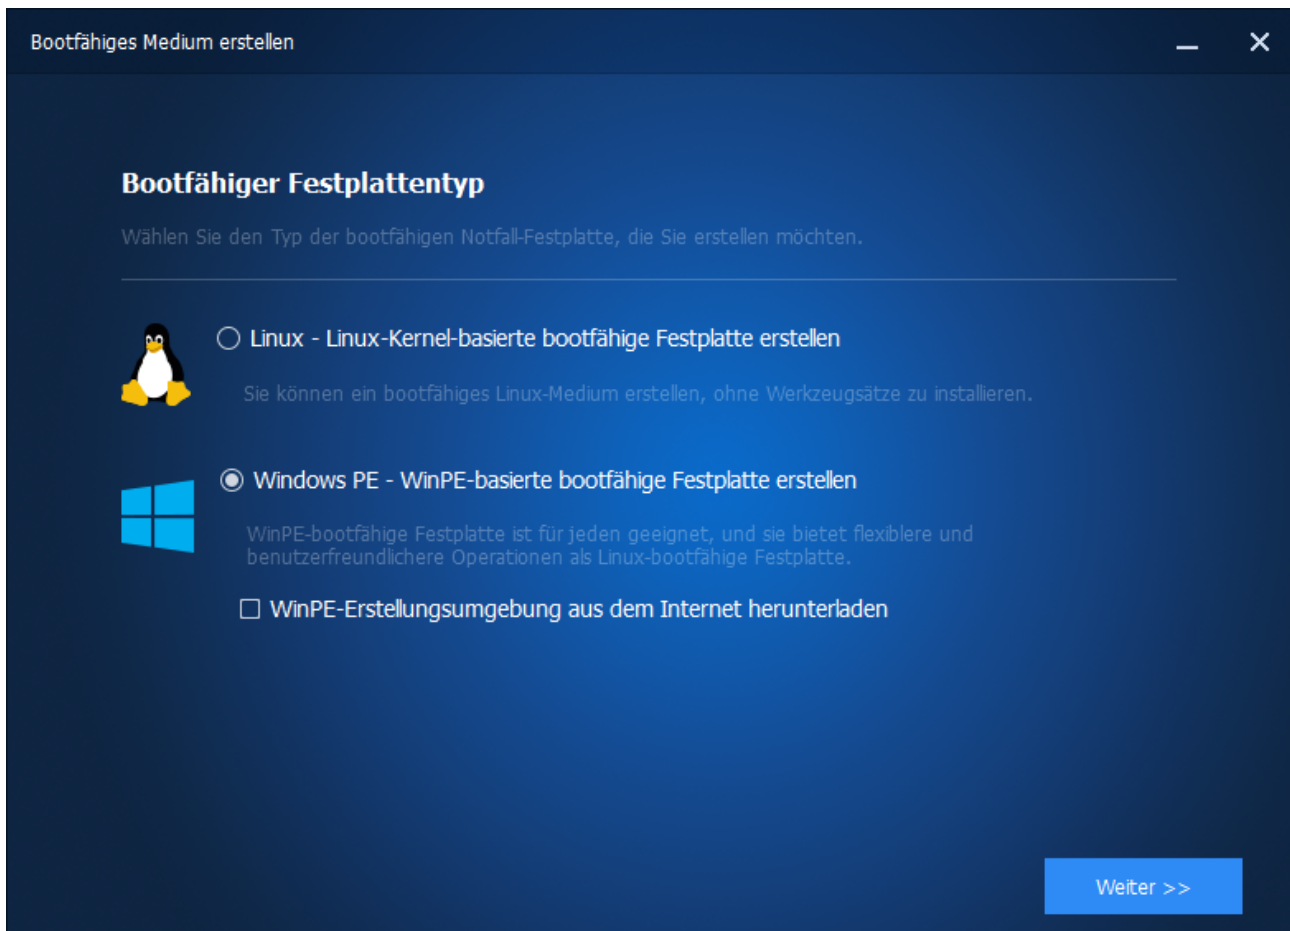 Bootfähiges Medium erstellen
Bootfähiger Festplattentyp
Wählen Sie den Typ der bootfähigen Notfall-Festplatte, die Sie erstellen möchten.
Linux - Linux-Kernel-basierte bootfähige Festplatte erstellen
Sie können ein bootfähiges Linux-Medium erstellen, ohne Werkzeugsätze zu installieren.
Windows PE - WinPE-basierte bootfähige Festplatte erstellen
WinPE-bootfähige Festplatte ist für jeden geeignet, und sie bietet flexiblere und
benutzerfreundlichere Operationen als Linux-bootfähige Festplatte.
WinPE-Erstellungsumgebung aus dem Internet herunterladen
Weiter >>